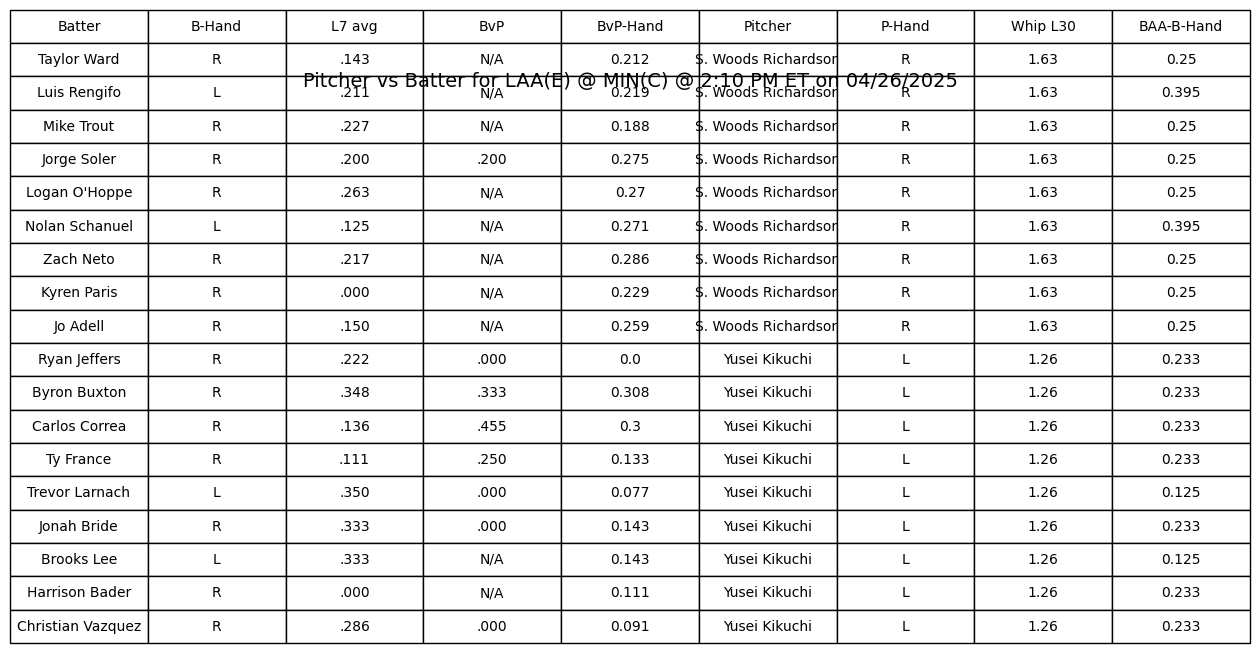 Batter B-Hand L7 avg BvP BvP-Hand Pitcher P-Hand Whip L30 BAA-B-Hand
Taylor Ward R .143 N/A 0.212 S. Woods Richardson R 1.63 0.25
Pitcher vs Batter for LAA(E) @ MIN(C) @ 2:10 PM ET on 04/26/2025
Luis Rengifo L .211 N/A 0.219 S. Woods Richardson R 1.63 0.395
Mike Trout R .227 N/A 0.188 S. Woods Richardson R 1.63 0.25
Jorge Soler R .200 .200 0.275 S. Woods Richardson R 1.63 0.25
Logan O'Hoppe R .263 N/A 0.27 S. Woods Richardson R 1.63 0.25
Nolan Schanuel L .125 N/A 0.271 S. Woods Richardson R 1.63 0.395
Zach Neto R .217 N/A 0.286 S. Woods Richardson R 1.63 0.25
Kyren Paris R .000 N/A 0.229 S. Woods Richardson R 1.63 0.25
Jo Adell R .150 N/A 0.259 S. Woods Richardson R 1.63 0.25
Ryan Jeffers R .222 .000 0.0 Yusei Kikuchi L 1.26 0.233
Byron Buxton R .348 .333 0.308 Yusei Kikuchi L 1.26 0.233
Carlos Correa R .136 .455 0.3 Yusei Kikuchi L 1.26 0.233
Ty France R .111 .250 0.133 Yusei Kikuchi L 1.26 0.233
Trevor Larnach L .350 .000 0.077 Yusei Kikuchi L 1.26 0.125
Jonah Bride R .333 .000 0.143 Yusei Kikuchi L 1.26 0.233
Brooks Lee L .333 N/A 0.143 Yusei Kikuchi L 1.26 0.125
Harrison Bader R .000 N/A 0.111 Yusei Kikuchi L 1.26 0.233
Christian Vazquez R .286 .000 0.091 Yusei Kikuchi L 1.26 0.233